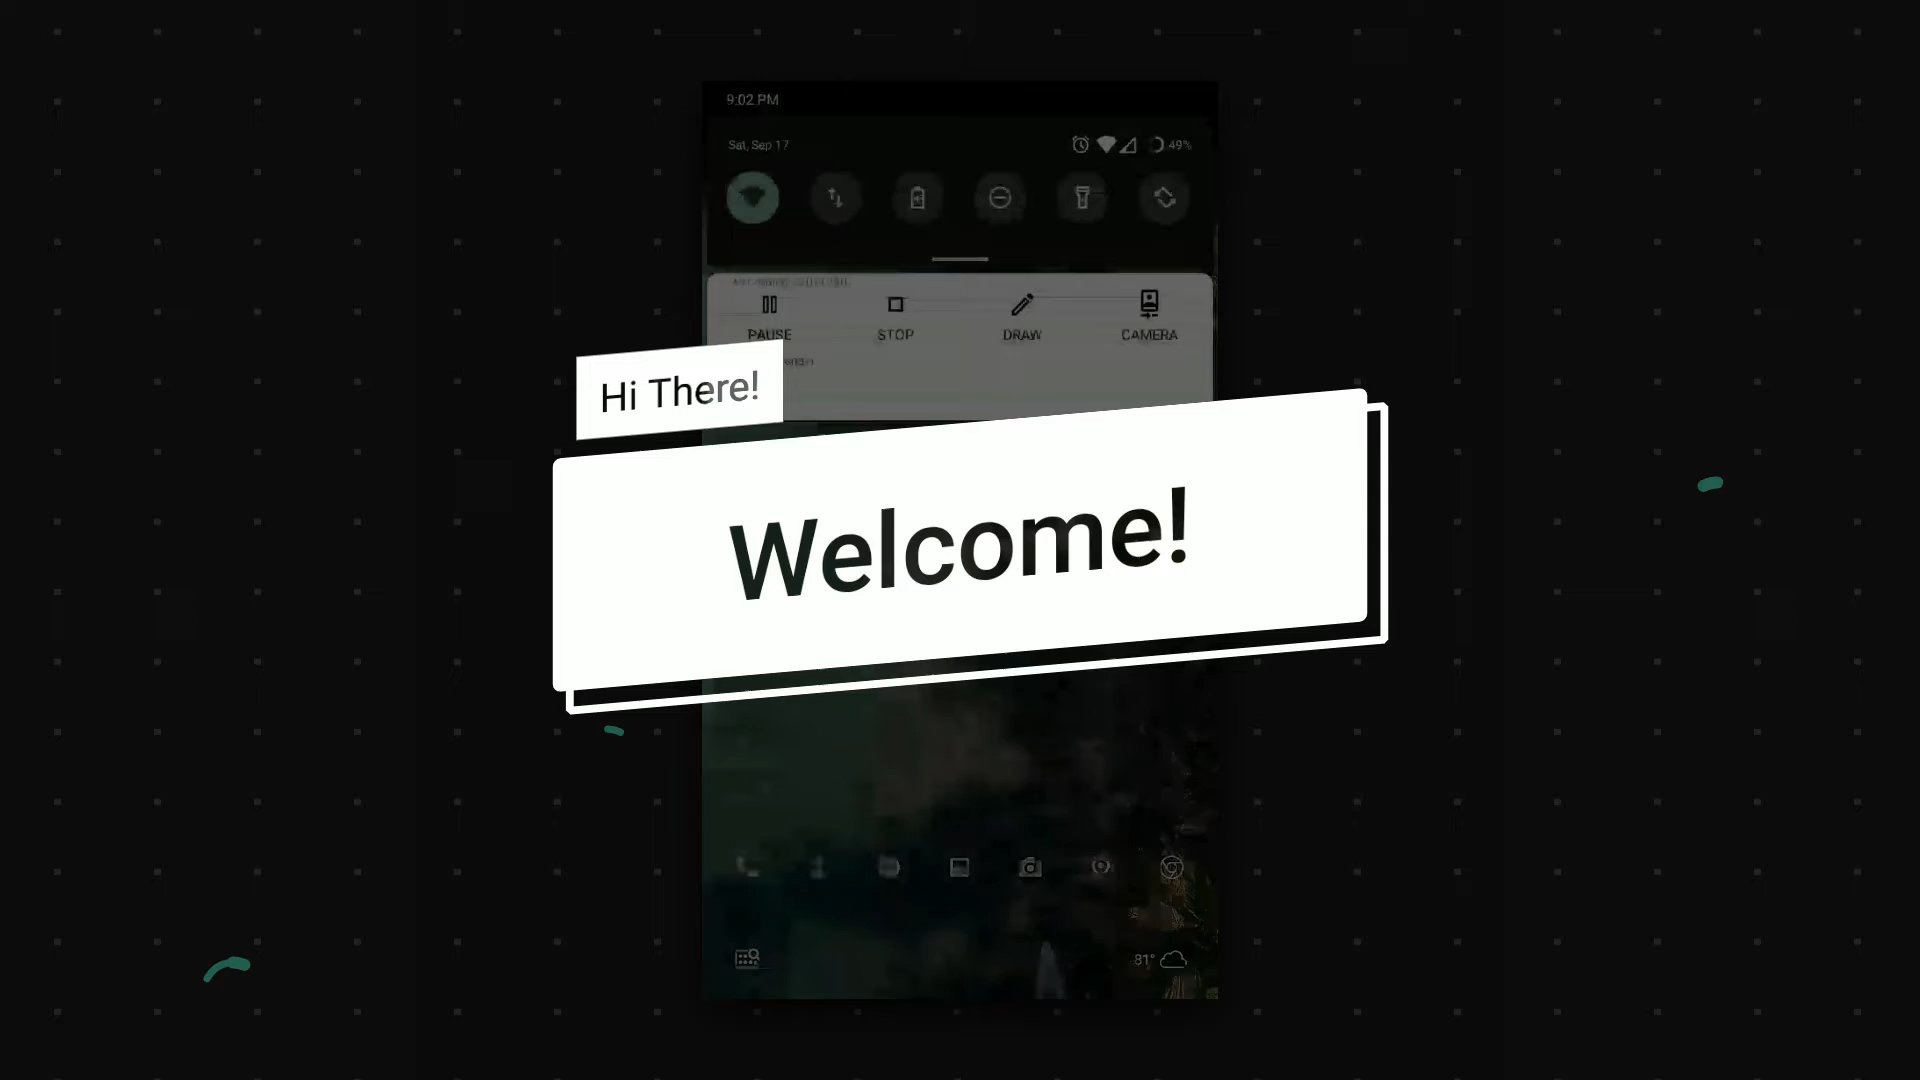 9:02 PM
Sat, Sep 17
49%
PAUSE
STOP
DRAW
CAMERA
Hi There!
Welcome!
81°